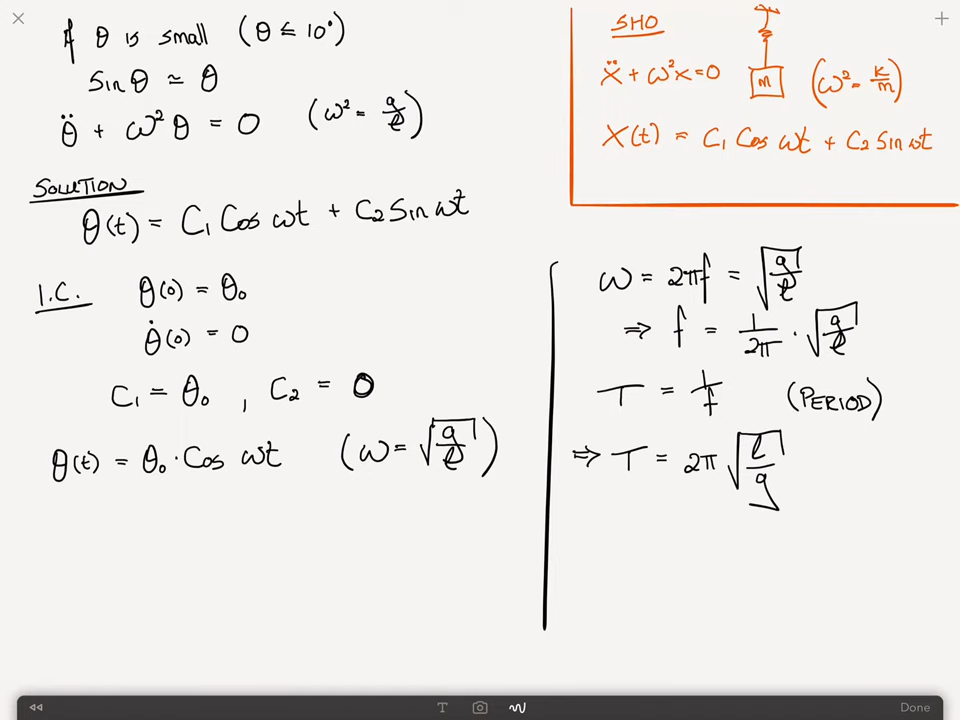 If θ is small (θ ≤ 10°)
Sin θ ≃ θ
θ̈ + ω² θ = 0 (ω² = g/ℓ)
SOLUTION
θ(t) = C₁ Cos ωt + C₂ Sin ωt
I.C. θ(0) = θ₀
θ̇(0) = 0
C₁ = θ₀ , C₂ = 0
θ(t) = θ₀ · Cos ωt (ω = √(g/ℓ))
SHO
ẍ + ω²x = 0 m (ω² = k/m)
X(t) = C₁ Cos ωt + C₂ Sin ωt
ω = 2πf = √(g/ℓ)
⇒ f = 1/2π · √(g/ℓ)
T = 1/f (PERIOD)
⇒ T = 2π √(ℓ/g)
T
Done